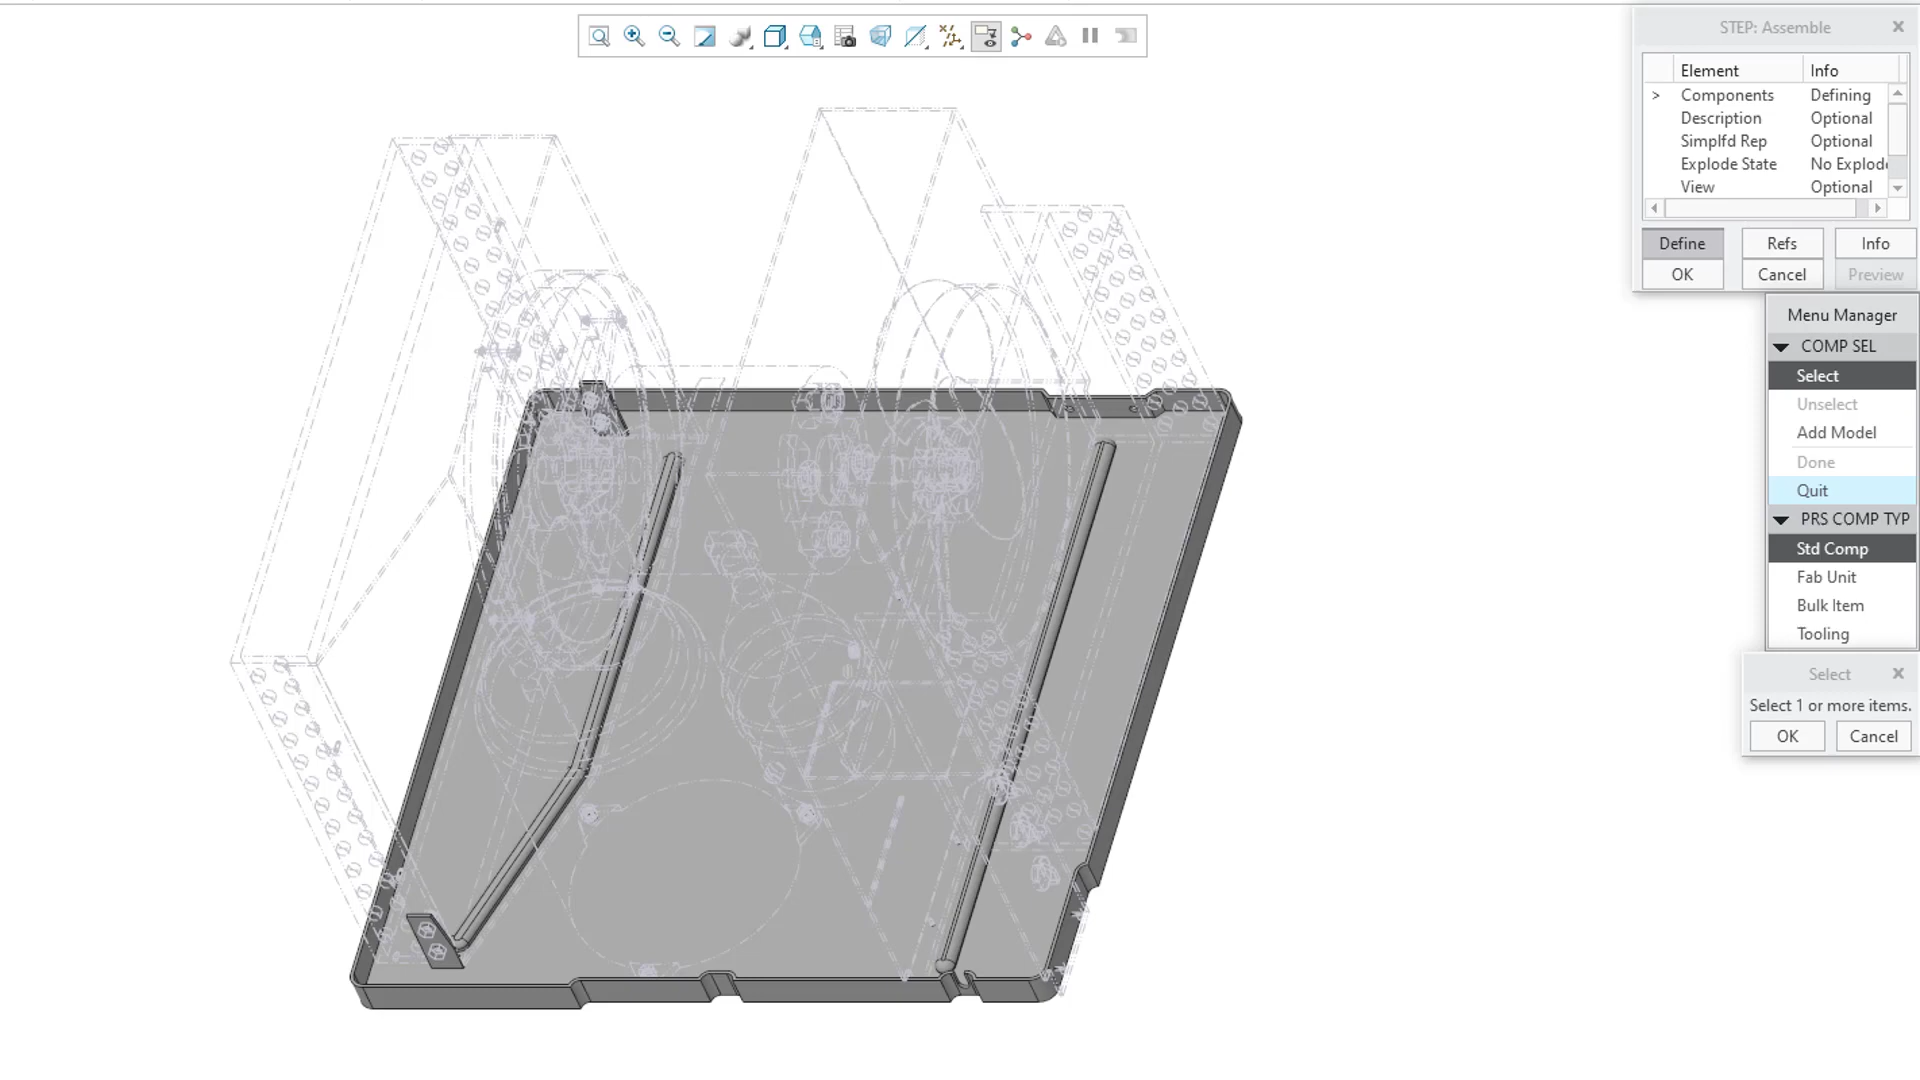 STEP: Assemble
Element Info
> Components Defining
Description Optional
Simplfd Rep Optional
Explode State No Explode
View Optional
Define Refs Info
OK Cancel Preview
Menu Manager
COMP SEL
Select
Unselect
Add Model
Done
Quit
PRS COMP TYP
Std Comp
Fab Unit
Bulk Item
Tooling
Select
Select 1 or more items.
OK Cancel